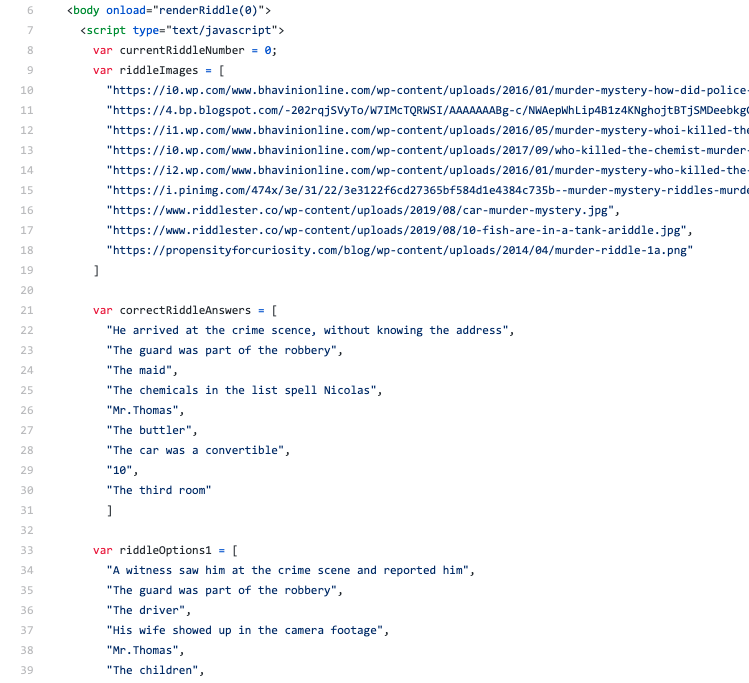 6 <body onload="renderRiddle(0)">
7 <script type="text/javascript">
8 var currentRiddleNumber = 0;
9 var riddleImages = [
10 "https://i0.wp.com/www.bhavinionline.com/wp-content/uploads/2016/01/murder-mystery-how-did-police-
11 "https://4.bp.blogspot.com/-202rqjSVyTo/W7IMcTQRWSI/AAAAAAABg-c/NWAepWhLip4B1z4KNghojtBTjSMDeebkgC
12 "https://i1.wp.com/www.bhavinionline.com/wp-content/uploads/2016/05/murder-mystery-whoi-killed-the
13 "https://i0.wp.com/www.bhavinionline.com/wp-content/uploads/2017/09/who-killed-the-chemist-murder-
14 "https://i2.wp.com/www.bhavinionline.com/wp-content/uploads/2016/01/murder-mystery-who-killed-the-
15 "https://i.pinimg.com/474x/3e/31/22/3e3122f6cd27365bf584d1e4384c735b--murder-mystery-riddles-murde
16 "https://www.riddlester.co/wp-content/uploads/2019/08/car-murder-mystery.jpg",
17 "https://www.riddlester.co/wp-content/uploads/2019/08/10-fish-are-in-a-tank-ariddle.jpg",
18 "https://propensityforcuriosity.com/blog/wp-content/uploads/2014/04/murder-riddle-1a.png"
19 ]
20
21 var correctRiddleAnswers = [
22 "He arrived at the crime scence, without knowing the address",
23 "The guard was part of the robbery",
24 "The maid",
25 "The chemicals in the list spell Nicolas",
26 "Mr.Thomas",
27 "The buttler",
28 "The car was a convertible",
29 "10",
30 "The third room"
31 ]
32
33 var riddleOptions1 = [
34 "A witness saw him at the crime scene and reported him",
35 "The guard was part of the robbery",
36 "The driver",
37 "His wife showed up in the camera footage",
38 "Mr.Thomas",
39 "The children",